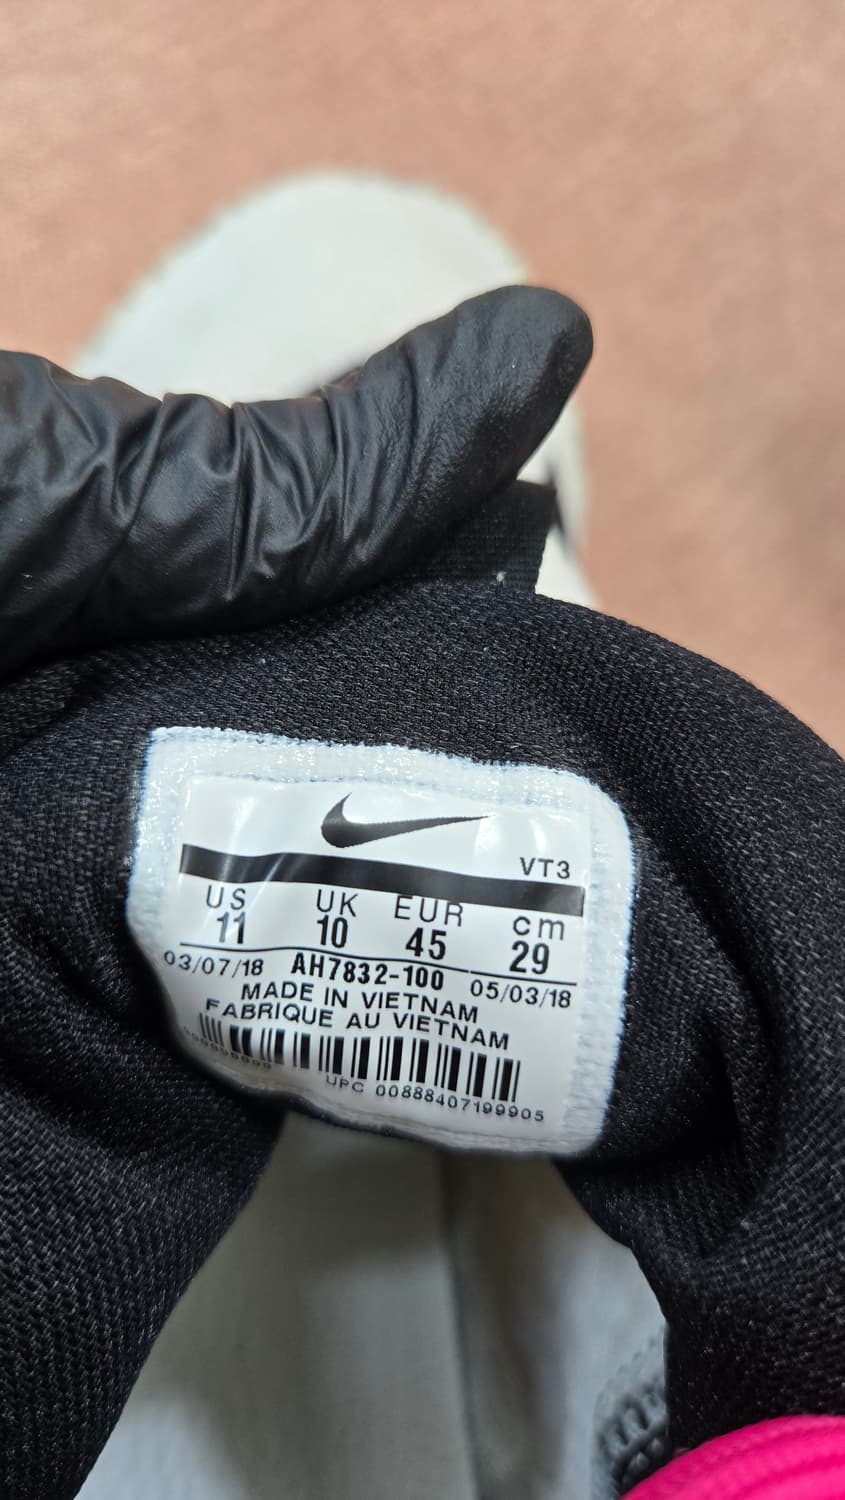 VT3
US UK EUR cm
11 10 45 29
03/07/18 AH7832-100 05/03/18
MADE IN VIETNAM
FABRIQUE AU VIETNAM
UPC 00888407199905